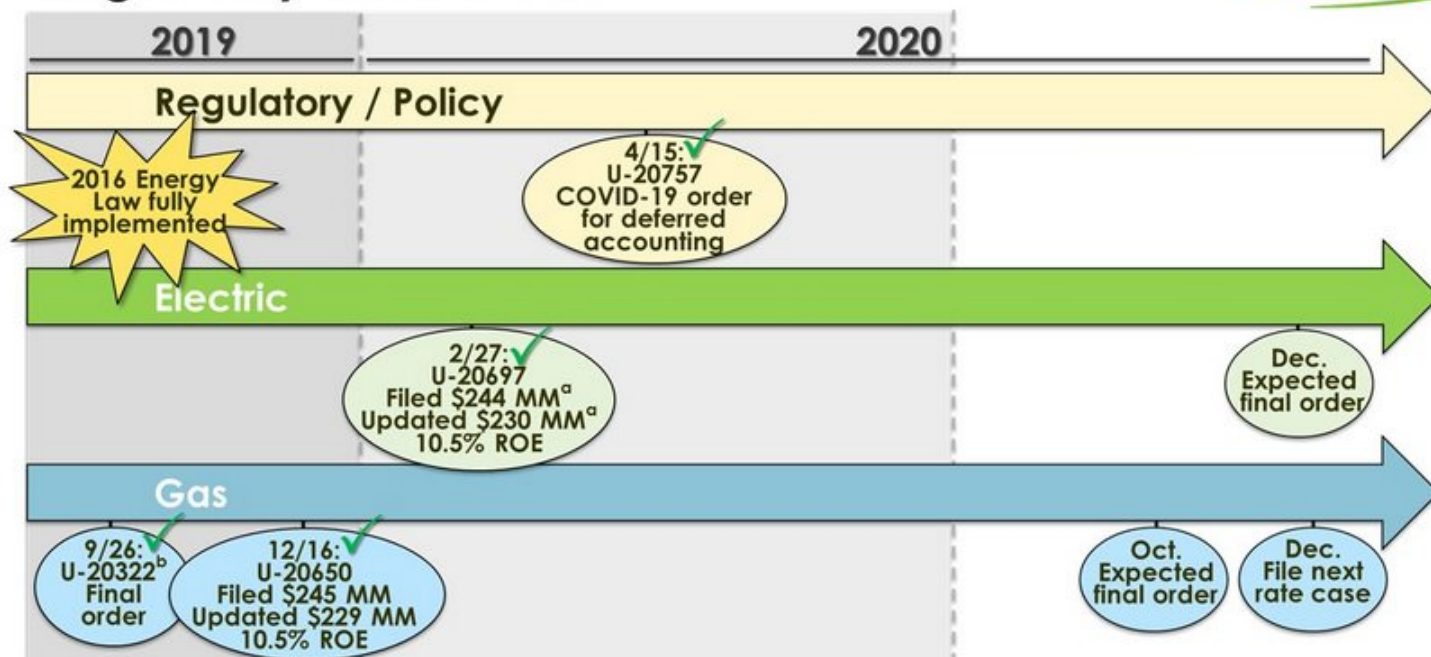 2019
2020
Regulatory / Policy
2016 Energy
Law fully
implemented
4/15:
U-20757
COVID-19 order
for deferred
accounting
Electric
2/27:
U-20697
Filed $244 MMᵃ
Updated $230 MMᵃ
10.5% ROE
Dec.
Expected
final order
Gas
9/26:
U-20322ᵇ
Final
order
12/16:
U-20650
Filed $245 MM
Updated $229 MM
10.5% ROE
Oct.
Expected
final order
Dec.
File next
rate case